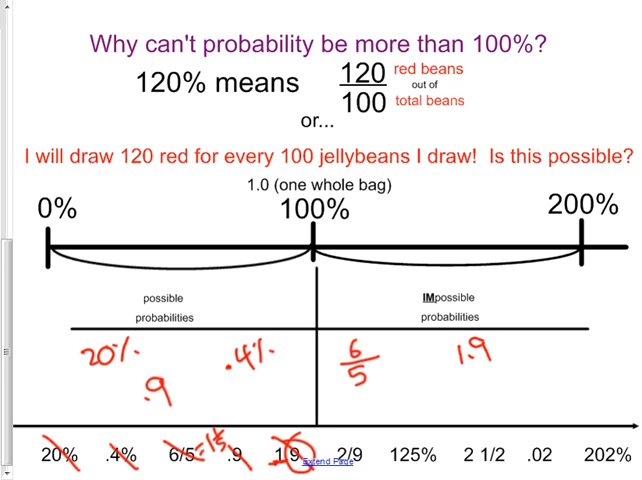 Why can't probability be more than 100%?
120% means 120 red beans
out of
100 total beans
or...
I will draw 120 red for every 100 jellybeans I draw! Is this possible?
1.0 (one whole bag)
0% 100% 200%
possible IMpossible
probabilities probabilities
20% .4% 6/5 1.9
.9
20% .4% 6/5 =1 1/5 .9 1.9 2/9 125% 2 1/2 .02 202%
Extend Page